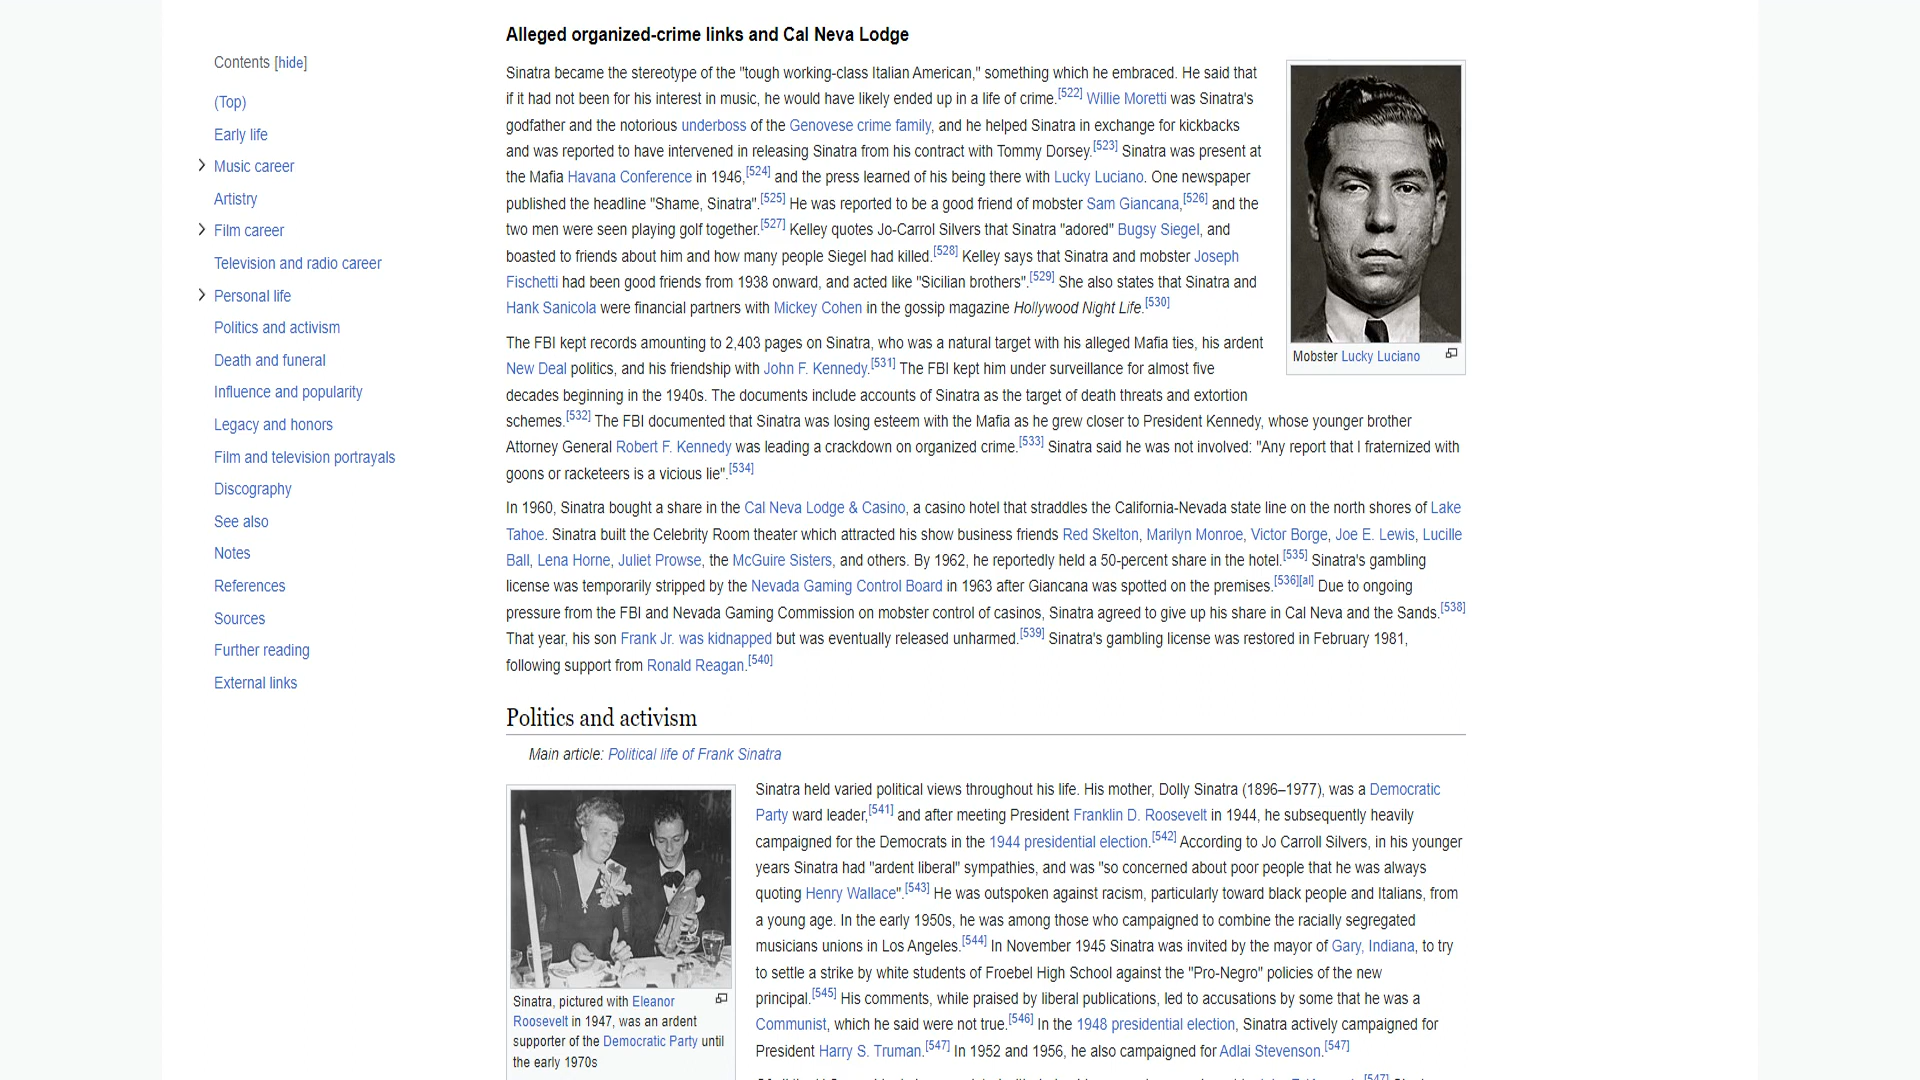 Contents [hide]
(Top)
Early life
Music career
Artistry
Film career
Television and radio career
Personal life
Politics and activism
Death and funeral
Influence and popularity
Legacy and honors
Film and television portrayals
Discography
See also
Notes
References
Sources
Further reading
External links
Alleged organized-crime links and Cal Neva Lodge
Sinatra became the stereotype of the "tough working-class Italian American," something which he embraced. He said that
if it had not been for his interest in music, he would have likely ended up in a life of crime.[522] Willie Moretti was Sinatra's
godfather and the notorious underboss of the Genovese crime family, and he helped Sinatra in exchange for kickbacks
and was reported to have intervened in releasing Sinatra from his contract with Tommy Dorsey.[523] Sinatra was present at
the Mafia Havana Conference in 1946,[524] and the press learned of his being there with Lucky Luciano. One newspaper
published the headline "Shame, Sinatra".[525] He was reported to be a good friend of mobster Sam Giancana,[526] and the
two men were seen playing golf together.[527] Kelley quotes Jo-Carrol Silvers that Sinatra "adored" Bugsy Siegel, and
boasted to friends about him and how many people Siegel had killed.[528] Kelley says that Sinatra and mobster Joseph
Fischetti had been good friends from 1938 onward, and acted like "Sicilian brothers".[529] She also states that Sinatra and
Hank Sanicola were financial partners with Mickey Cohen in the gossip magazine Hollywood Night Life.[530]
Mobster Lucky Luciano
The FBI kept records amounting to 2,403 pages on Sinatra, who was a natural target with his alleged Mafia ties, his ardent
New Deal politics, and his friendship with John F. Kennedy.[531] The FBI kept him under surveillance for almost five
decades beginning in the 1940s. The documents include accounts of Sinatra as the target of death threats and extortion
schemes.[532] The FBI documented that Sinatra was losing esteem with the Mafia as he grew closer to President Kennedy, whose younger brother
Attorney General Robert F. Kennedy was leading a crackdown on organized crime.[533] Sinatra said he was not involved: "Any report that I fraternized with
goons or racketeers is a vicious lie".[534]
In 1960, Sinatra bought a share in the Cal Neva Lodge & Casino, a casino hotel that straddles the California-Nevada state line on the north shores of Lake
Tahoe. Sinatra built the Celebrity Room theater which attracted his show business friends Red Skelton, Marilyn Monroe, Victor Borge, Joe E. Lewis, Lucille
Ball, Lena Horne, Juliet Prowse, the McGuire Sisters, and others. By 1962, he reportedly held a 50-percent share in the hotel.[535] Sinatra's gambling
license was temporarily stripped by the Nevada Gaming Control Board in 1963 after Giancana was spotted on the premises.[536][al] Due to ongoing
pressure from the FBI and Nevada Gaming Commission on mobster control of casinos, Sinatra agreed to give up his share in Cal Neva and the Sands.[538]
That year, his son Frank Jr. was kidnapped but was eventually released unharmed.[539] Sinatra's gambling license was restored in February 1981,
following support from Ronald Reagan.[540]
Politics and activism
Main article: Political life of Frank Sinatra
Sinatra, pictured with Eleanor
Roosevelt in 1947, was an ardent
supporter of the Democratic Party until
the early 1970s
Sinatra held varied political views throughout his life. His mother, Dolly Sinatra (1896–1977), was a Democratic
Party ward leader,[541] and after meeting President Franklin D. Roosevelt in 1944, he subsequently heavily
campaigned for the Democrats in the 1944 presidential election.[542] According to Jo Carroll Silvers, in his younger
years Sinatra had "ardent liberal" sympathies, and was "so concerned about poor people that he was always
quoting Henry Wallace".[543] He was outspoken against racism, particularly toward black people and Italians, from
a young age. In the early 1950s, he was among those who campaigned to combine the racially segregated
musicians unions in Los Angeles.[544] In November 1945 Sinatra was invited by the mayor of Gary, Indiana, to try
to settle a strike by white students of Froebel High School against the "Pro-Negro" policies of the new
principal.[545] His comments, while praised by liberal publications, led to accusations by some that he was a
Communist, which he said were not true.[546] In the 1948 presidential election, Sinatra actively campaigned for
President Harry S. Truman.[547] In 1952 and 1956, he also campaigned for Adlai Stevenson.[547]